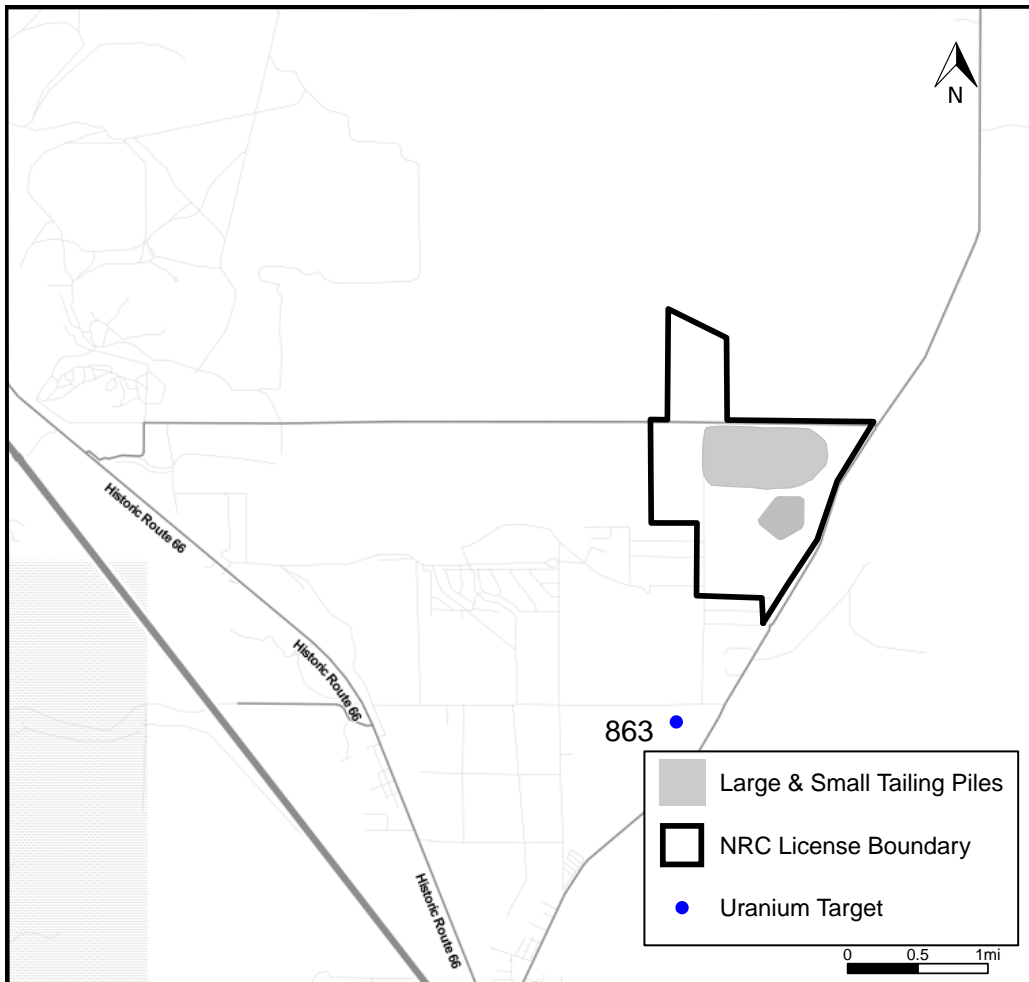 N
Historic Route 66
Historic Route 66
863
Large & Small Tailing Piles
NRC License Boundary
Historic Route 66
Uranium Target
0 0.5 1mi